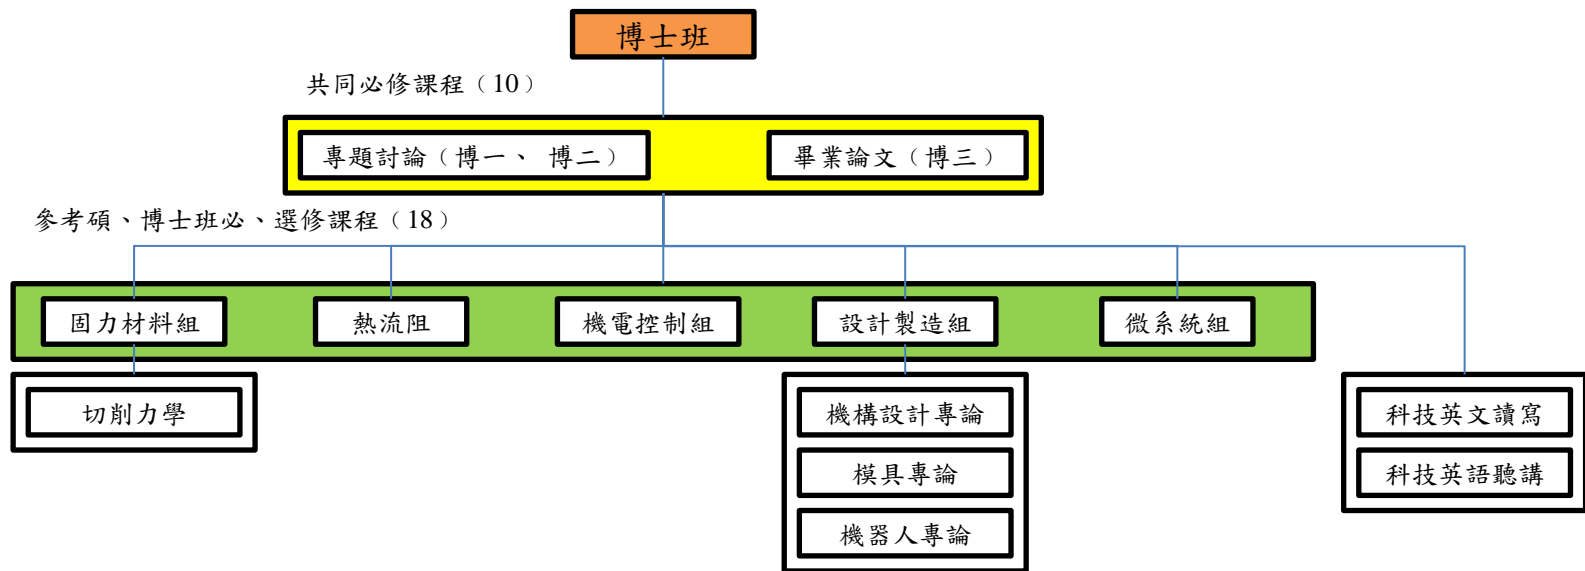 博士班
共同必修課程（10）
專題討論（博一、 博二）
畢業論文（博三）
參考碩、博士班必、選修課程（18）
固力材料組
熱流阻
機電控制組
設計製造組
微系統組
切削力學
機構設計專論
模具專論
機器人專論
科技英文讀寫
科技英語聽講